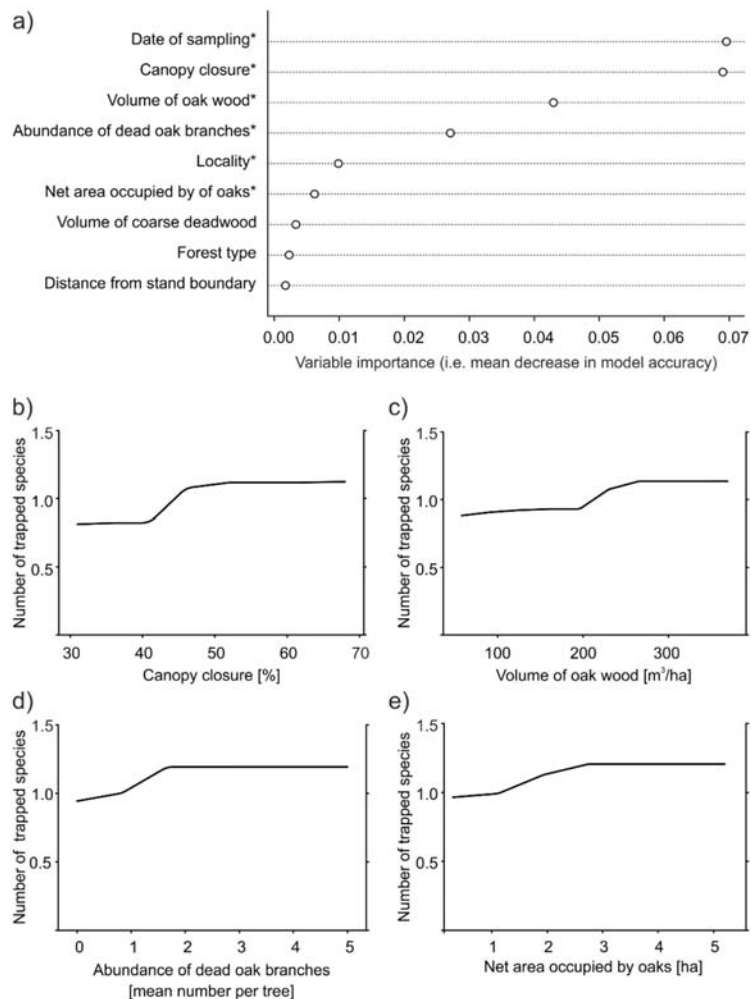 a)
Date of sampling*
Canopy closure*
Volume of oak wood*
Abundance of dead oak branches*
Locality*
Net area occupied by of oaks*
Volume of coarse deadwood
Forest type
Distance from stand boundary
0.00 0.01 0.02 0.03 0.04 0.05 0.06 0.07
Variable importance (i.e. mean decrease in model accuracy)
b)
Number of trapped species
1.5
1.0
0.5
30 40 50 60 70
Canopy closure [%]
c)
Number of trapped species
1.5
1.0
0.5
100 200 300
Volume of oak wood [m³/ha]
d)
Number of trapped species
1.5
1.0
0.5
0 1 2 3 4 5
Abundance of dead oak branches
[mean number per tree]
e)
Number of trapped species
1.5
1.0
0.5
1 2 3 4 5
Net area occupied by oaks [ha]